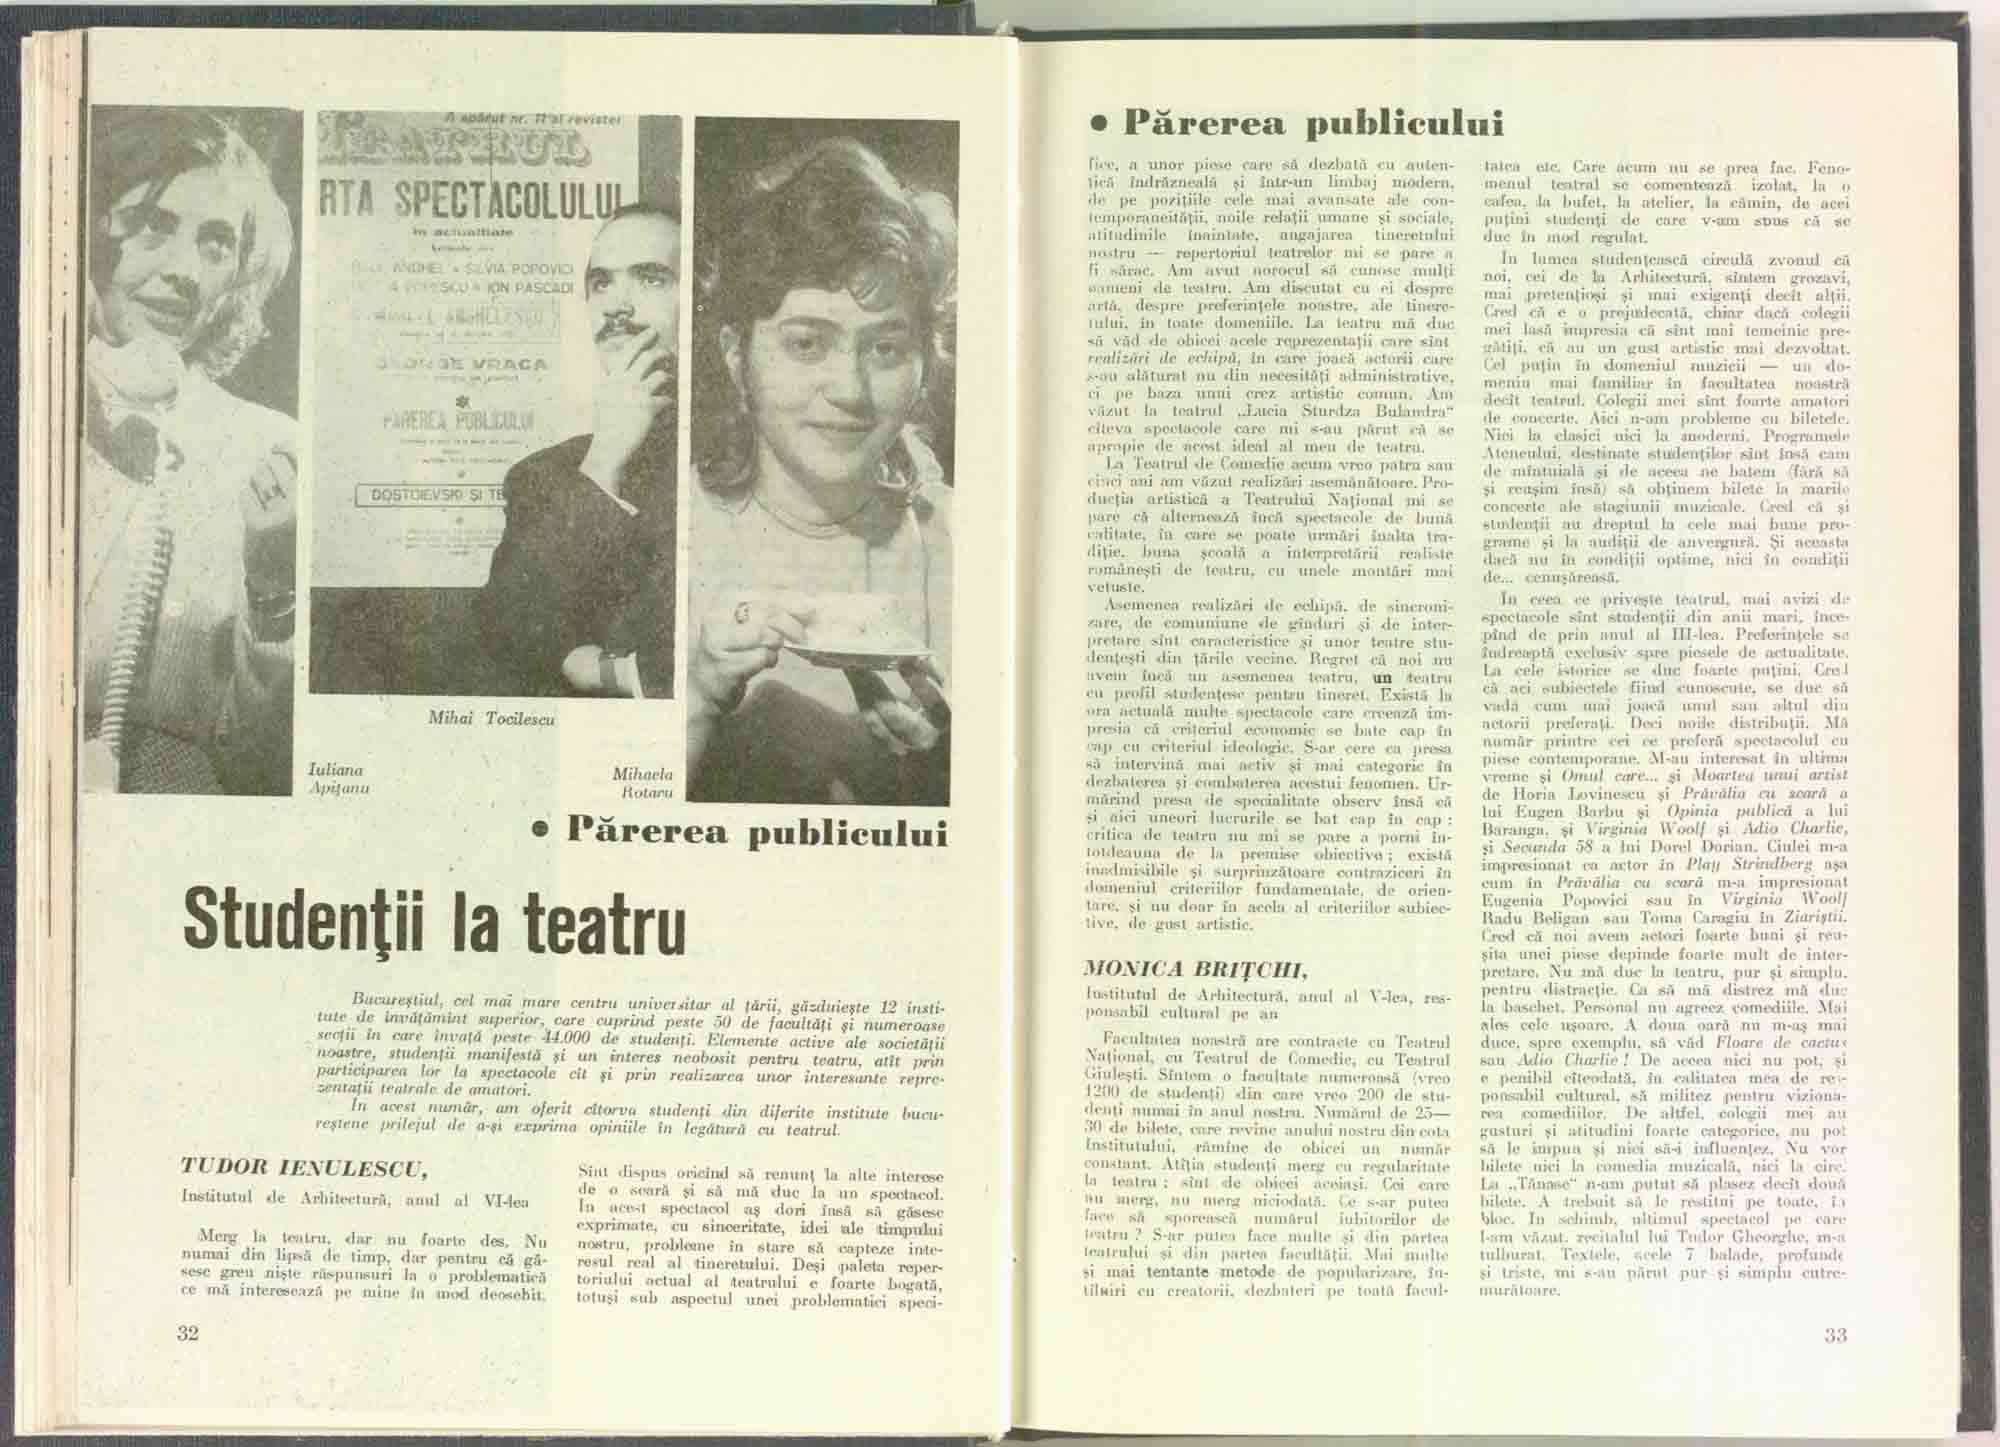 A apărut nr. 11 al revistei
TEATRUL
RTA SPECTACOLULUI
în actualitate
ANGHEL • SILVIA POPOVICI
POPESCU • ION PASCADI
GEORGE VRACA
PĂREREA PUBLICULUI
DOSTOIEVSKI ȘI TE
Mihai Tocilescu
Iuliana
Apițanu
Mihaela
Rotaru
• Părerea publicului
Studenții la teatru
Bucureștiul, cel mai mare centru universitar al țării, găzduiește 12 insti-
tute de învățămînt superior, care cuprind peste 50 de facultăți și numeroase
secții în care învață peste 44.000 de studenți. Elemente active ale societății
noastre, studenții manifestă și un interes neobosit pentru teatru, atît prin
participarea lor la spectacole cît și prin realizarea unor interesante repre-
zentații teatrale de amatori.
În acest număr, am oferit cîtorva studenți din diferite institute bucu-
reștene prilejul de a-și exprima opiniile în legătură cu teatrul.
TUDOR IENULESCU,
Institutul de Arhitectură, anul al VI-lea
Merg la teatru, dar nu foarte des. Nu
numai din lipsă de timp, dar pentru că gă-
sesc greu niște răspunsuri la o problematică
ce mă interesează pe mine în mod deosebit.
Sînt dispus oricînd să renunț la alte interese
de o seară și să mă duc la un spectacol.
În acest spectacol aș dori însă să găsesc
exprimate, cu sinceritate, idei ale timpului
nostru, probleme în stare să capteze inte-
resul real al tineretului. Deși paleta reper-
toriului actual al teatrului e foarte bogată,
totuși sub aspectul unei problematici speci-
32
• Părerea publicului
fice, a unor piese care să dezbată cu auten-
tică îndrăzneală și într-un limbaj modern,
de pe pozițiile cele mai avansate ale con-
temporaneității, noile relații umane și sociale,
atitudinile înaintate, angajarea tineretului
nostru — repertoriul teatrelor mi se pare a
fi sărac. Am avut norocul să cunosc mulți
oameni de teatru. Am discutat cu ei despre
artă, despre preferințele noastre, ale tinere-
tului, în toate domeniile. La teatru mă duc
să văd de obicei acele reprezentații care sînt
realizări de echipă, în care joacă actorii care
s-au alăturat nu din necesități administrative,
ci pe baza unui crez artistic comun. Am
văzut la teatrul „Lucia Sturdza Bulandra“
cîteva spectacole care mi s-au părut că se
apropie de acest ideal al meu de teatru.
La Teatrul de Comedie acum vreo patru sau
cinci ani am văzut realizări asemănătoare. Pro-
ducția artistică a Teatrului Național mi se
pare că alternează încă spectacole de bună
calitate, în care se poate urmări înalta tra-
diție, buna școală a interpretării realiste
românești de teatru, cu unele montări mai
vetuste.
Asemenea realizări de echipă, de sincroni-
zare, de comuniune de gînduri și de inter-
pretare sînt caracteristice și unor teatre stu-
dențești din țările vecine. Regret că noi nu
avem încă un asemenea teatru, un teatru
cu profil studențesc pentru tineret. Există la
ora actuală multe spectacole care creează im-
presia că criteriul economic se bate cap în
cap cu criteriul ideologic. S-ar cere ca presa
să intervină mai activ și mai categoric în
dezbaterea și combaterea acestui fenomen. Ur-
mărind presa de specialitate observ însă că
și aici uneori lucrurile se bat cap în cap :
critica de teatru nu mi se pare a porni în-
totdeauna de la premise obiective ; există
inadmisibile și surprinzătoare contraziceri în
domeniul criteriilor fundamentale, de orien-
tare, și nu doar în acela al criteriilor subiec-
tive, de gust artistic.
MONICA BRIȚCHI,
Institutul de Arhitectură, anul al V-lea, res-
ponsabil cultural pe an
Facultatea noastră are contracte cu Teatrul
Național, cu Teatrul de Comedie, cu Teatrul
Giulești. Sîntem o facultate numeroasă (vreo
1200 de studenți) din care vreo 200 de stu-
denți numai în anul nostru. Numărul de 25—
30 de bilete, care revine anului nostru din cota
Institutului, rămîne de obicei un număr
constant. Atîția studenți merg cu regularitate
la teatru ; sînt de obicei aceiași. Cei care
nu merg, nu merg niciodată. Ce s-ar putea
face să sporească numărul iubitorilor de
teatru ? S-ar putea face multe și din partea
teatrului și din partea facultății. Mai multe
și mai tentante metode de popularizare, în-
tîlniri cu creatorii, dezbateri pe toată facul-
tatea etc. Care acum nu se prea fac. Feno-
menul teatral se comentează izolat, la o
cafea, la bufet, la atelier, la cămin, de acei
puțini studenți de care v-am spus că se
duc în mod regulat.
În lumea studențească circulă zvonul că
noi, cei de la Arhitectură, sîntem grozavi,
mai pretențioși și mai exigenți decît alții.
Cred că e o prejudecată, chiar dacă colegii
mei lasă impresia că sînt mai temeinic pre-
gătiți, că au un gust artistic mai dezvoltat.
Cel puțin în domeniul muzicii — un do-
meniu mai familiar în facultatea noastră
decît teatrul. Colegii mei sînt foarte amatori
de concerte. Aici n-am probleme cu biletele.
Nici la clasici nici la moderni. Programele
Ateneului, destinate studenților sînt însă cam
de mîntuială și de aceea ne batem (fără să
și reușim însă) să obținem bilete la marile
concerte ale stagiunii muzicale. Cred că și
studenții au dreptul la cele mai bune pro-
grame și la audiții de anvergură. Și aceasta
dacă nu în condiții optime, nici în condiții
de... cenușăreasă.
În ceea ce privește teatrul, mai avizi de
spectacole sînt studenții din anii mari, înce-
pînd de prin anul al III-lea. Preferințele se
îndreaptă exclusiv spre piesele de actualitate.
La cele istorice se duc foarte puțini. Cred
că aci subiectele fiind cunoscute, se duc să
vadă cum mai joacă unul sau altul din
actorii preferați. Deci noile distribuții. Mă
număr printre cei ce preferă spectacolul cu
piese contemporane. M-au interesat în ultima
vreme și Omul care... și Moartea unui artist
de Horia Lovinescu și Prăvălia cu scară a
lui Eugen Barbu și Opinia publică a lui
Baranga, și Virginia Woolf și Adio Charlie,
și Secunda 58 a lui Dorel Dorian. Ciulei m-a
impresionat ca actor în Play Strindberg așa
cum în Prăvălia cu scară m-a impresionat
Eugenia Popovici sau în Virginia Woolf
Radu Beligan sau Toma Caragiu în Ziariștii.
Cred că noi avem actori foarte buni și reu-
șita unei piese depinde foarte mult de inter-
pretare. Nu mă duc la teatru, pur și simplu,
pentru distracție. Ca să mă distrez mă duc
la baschet. Personal nu agreez comediile. Mai
ales cele ușoare. A doua oară nu m-aș mai
duce, spre exemplu, să văd Floare de cactus
sau Adio Charlie ! De aceea nici nu pot, și
e penibil cîteodată, în calitatea mea de res-
ponsabil cultural, să militez pentru viziona-
rea comediilor. De altfel, colegii mei au
gusturi și atitudini foarte categorice, nu pot
să le impun și nici să-i influențez. Nu vor
bilete nici la comedia muzicală, nici la circ.
La „Tănase“ n-am putut să plasez decît două
bilete. A trebuit să le restitui pe toate, în
bloc. În schimb, ultimul spectacol pe care
l-am văzut, recitalul lui Tudor Gheorghe, m-a
tulburat. Textele, acele 7 balade, profunde
și triste, mi s-au părut pur și simplu cutre-
murătoare.
33